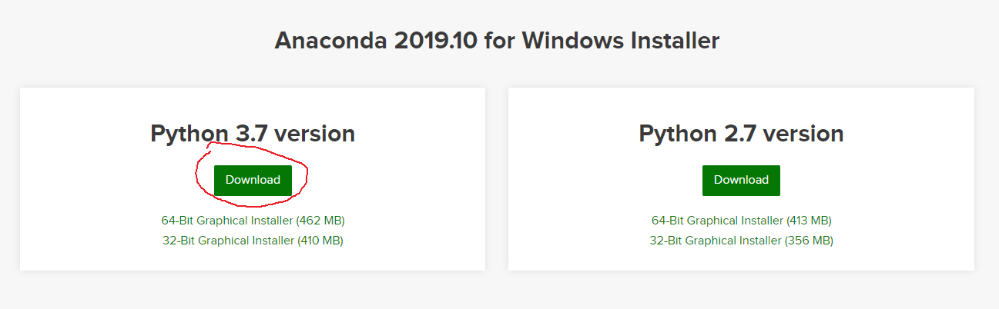 Anaconda 2019.10 for Windows Installer
Python 3.7 version
Download
64-Bit Graphical Installer (462 MB)
32-Bit Graphical Installer (410 MB)
Python 2.7 version
Download
64-Bit Graphical Installer (413 MB)
32-Bit Graphical Installer (356 MB)